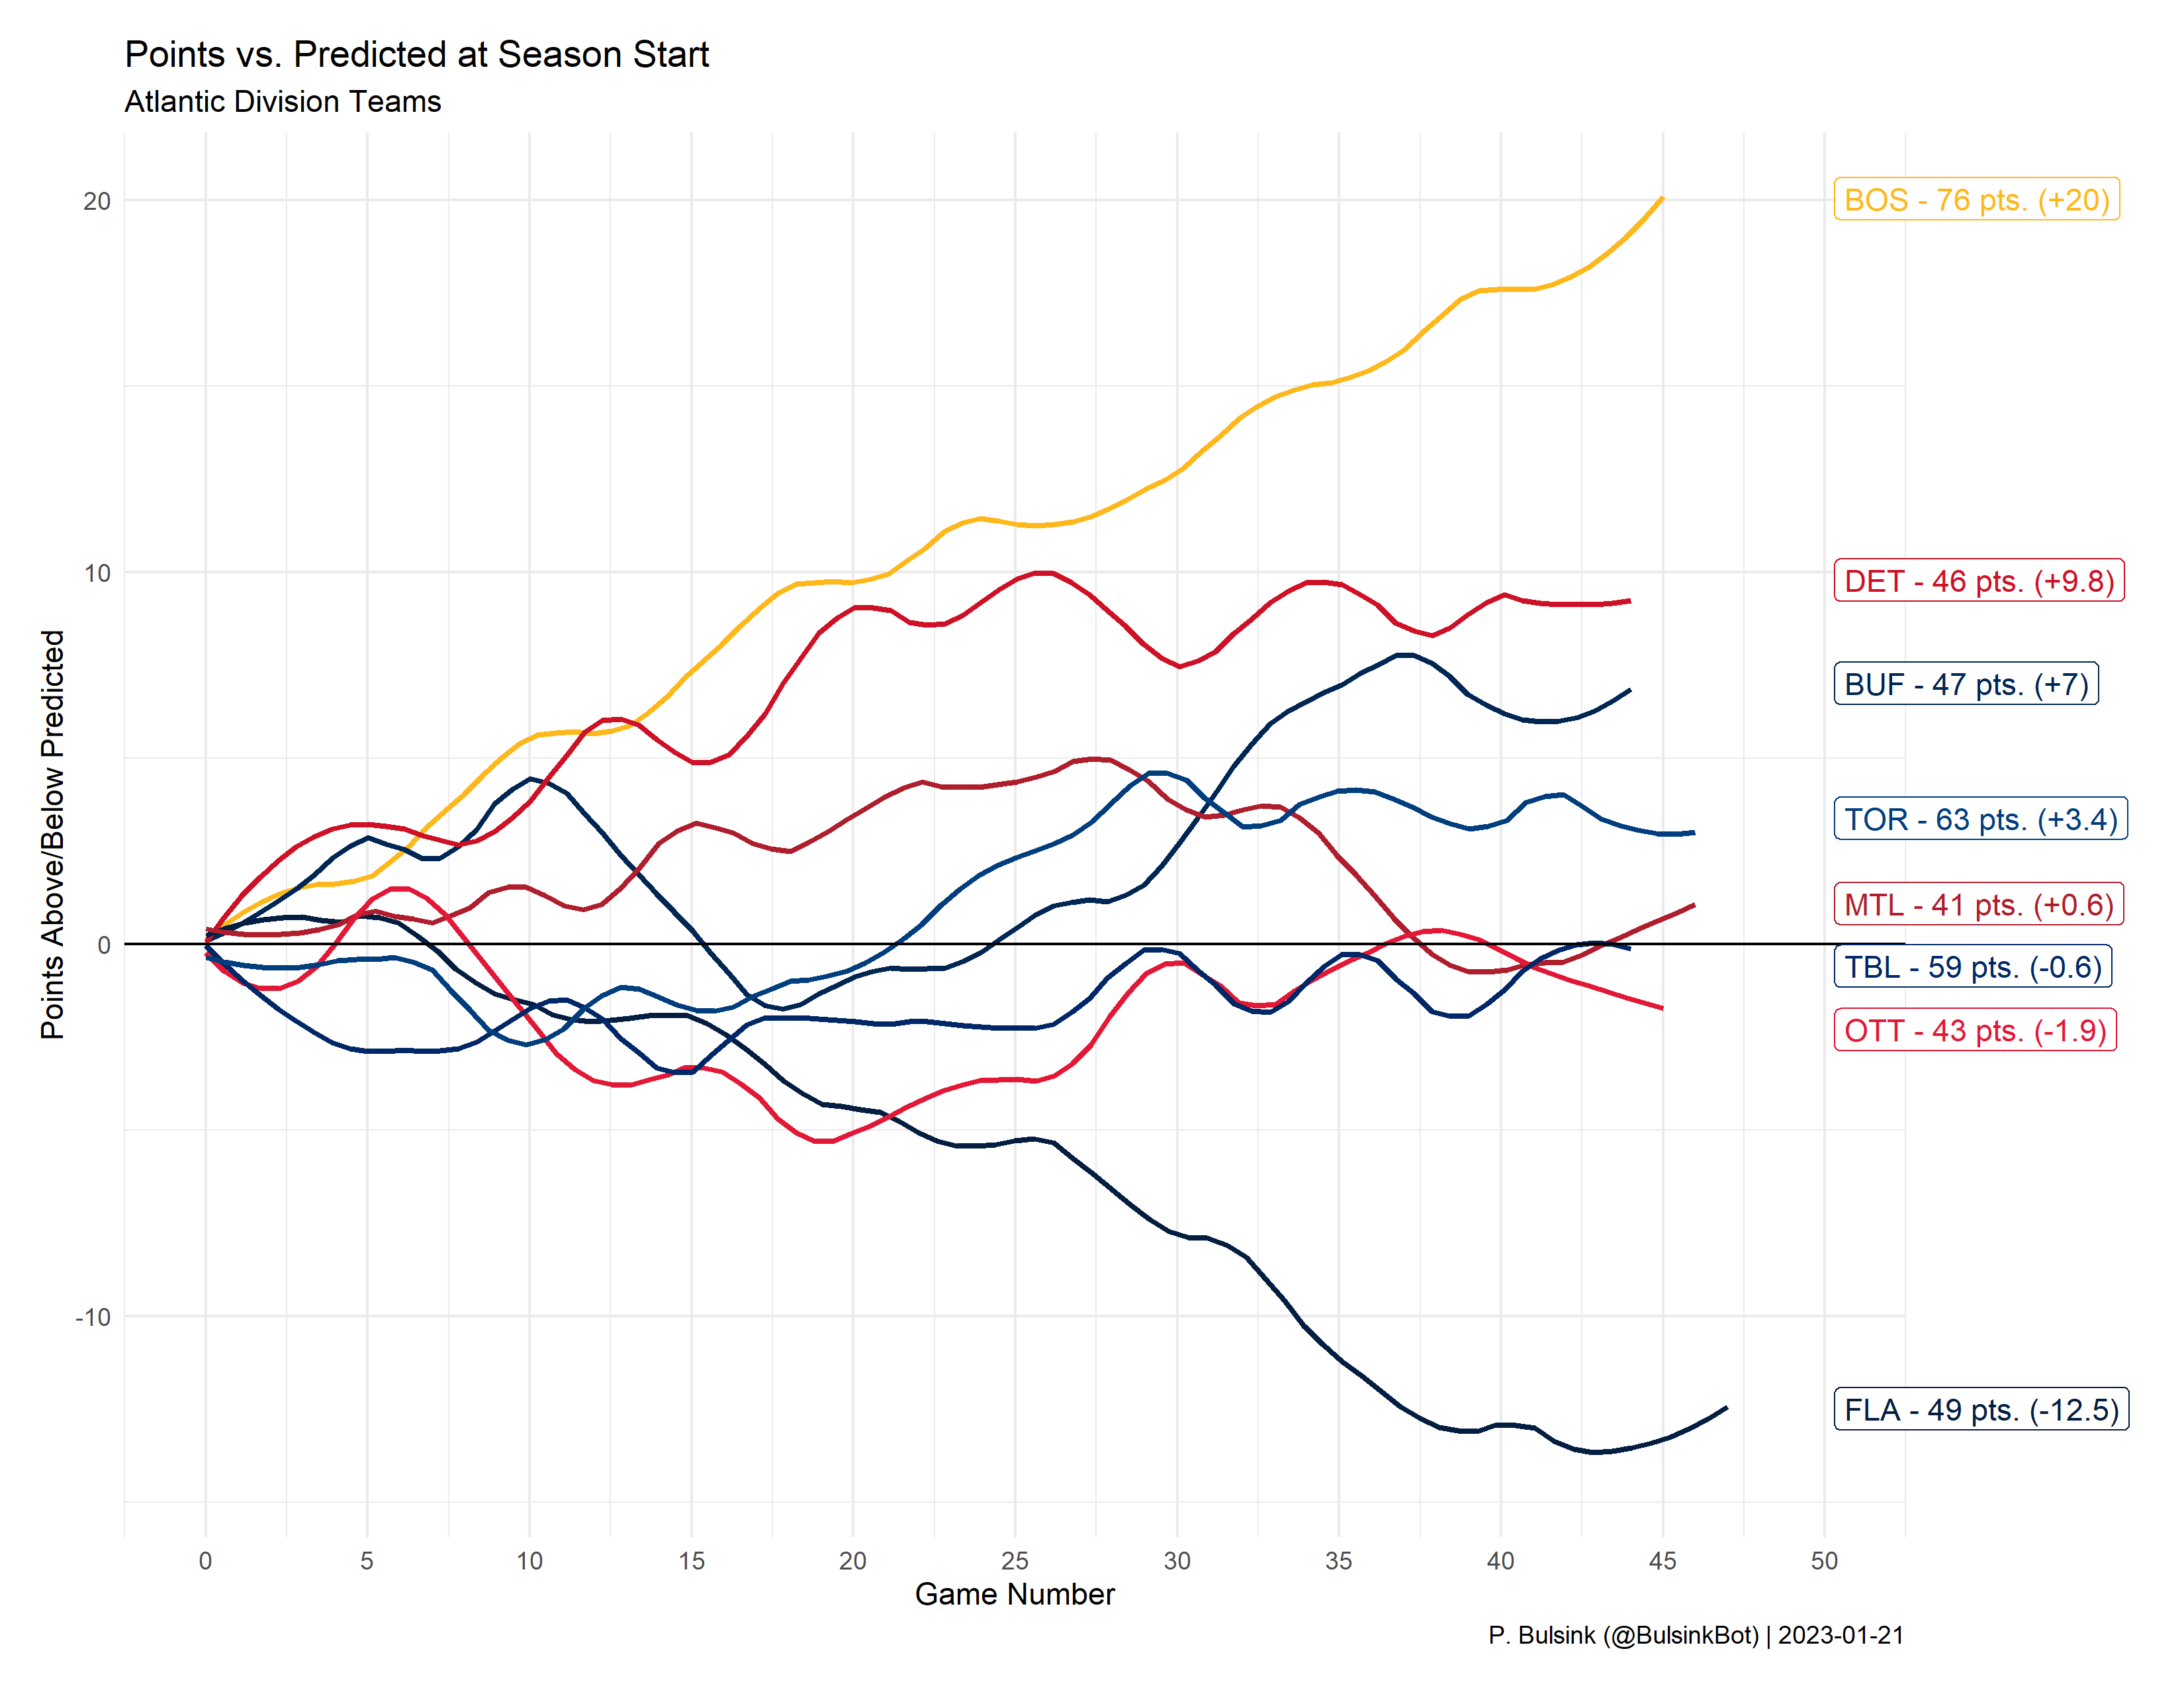 Points vs. Predicted at Season Start
Atlantic Division Teams
Points Above/Below Predicted
20
10
0
-10
BOS - 76 pts. (+20)
DET - 46 pts. (+9.8)
BUF - 47 pts. (+7)
TOR - 63 pts. (+3.4)
MTL - 41 pts. (+0.6)
TBL - 59 pts. (-0.6)
OTT - 43 pts. (-1.9)
FLA - 49 pts. (-12.5)
0 5 10 15 20 25 30 35 40 45 50
Game Number
P. Bulsink (@BulsinkBot) | 2023-01-21